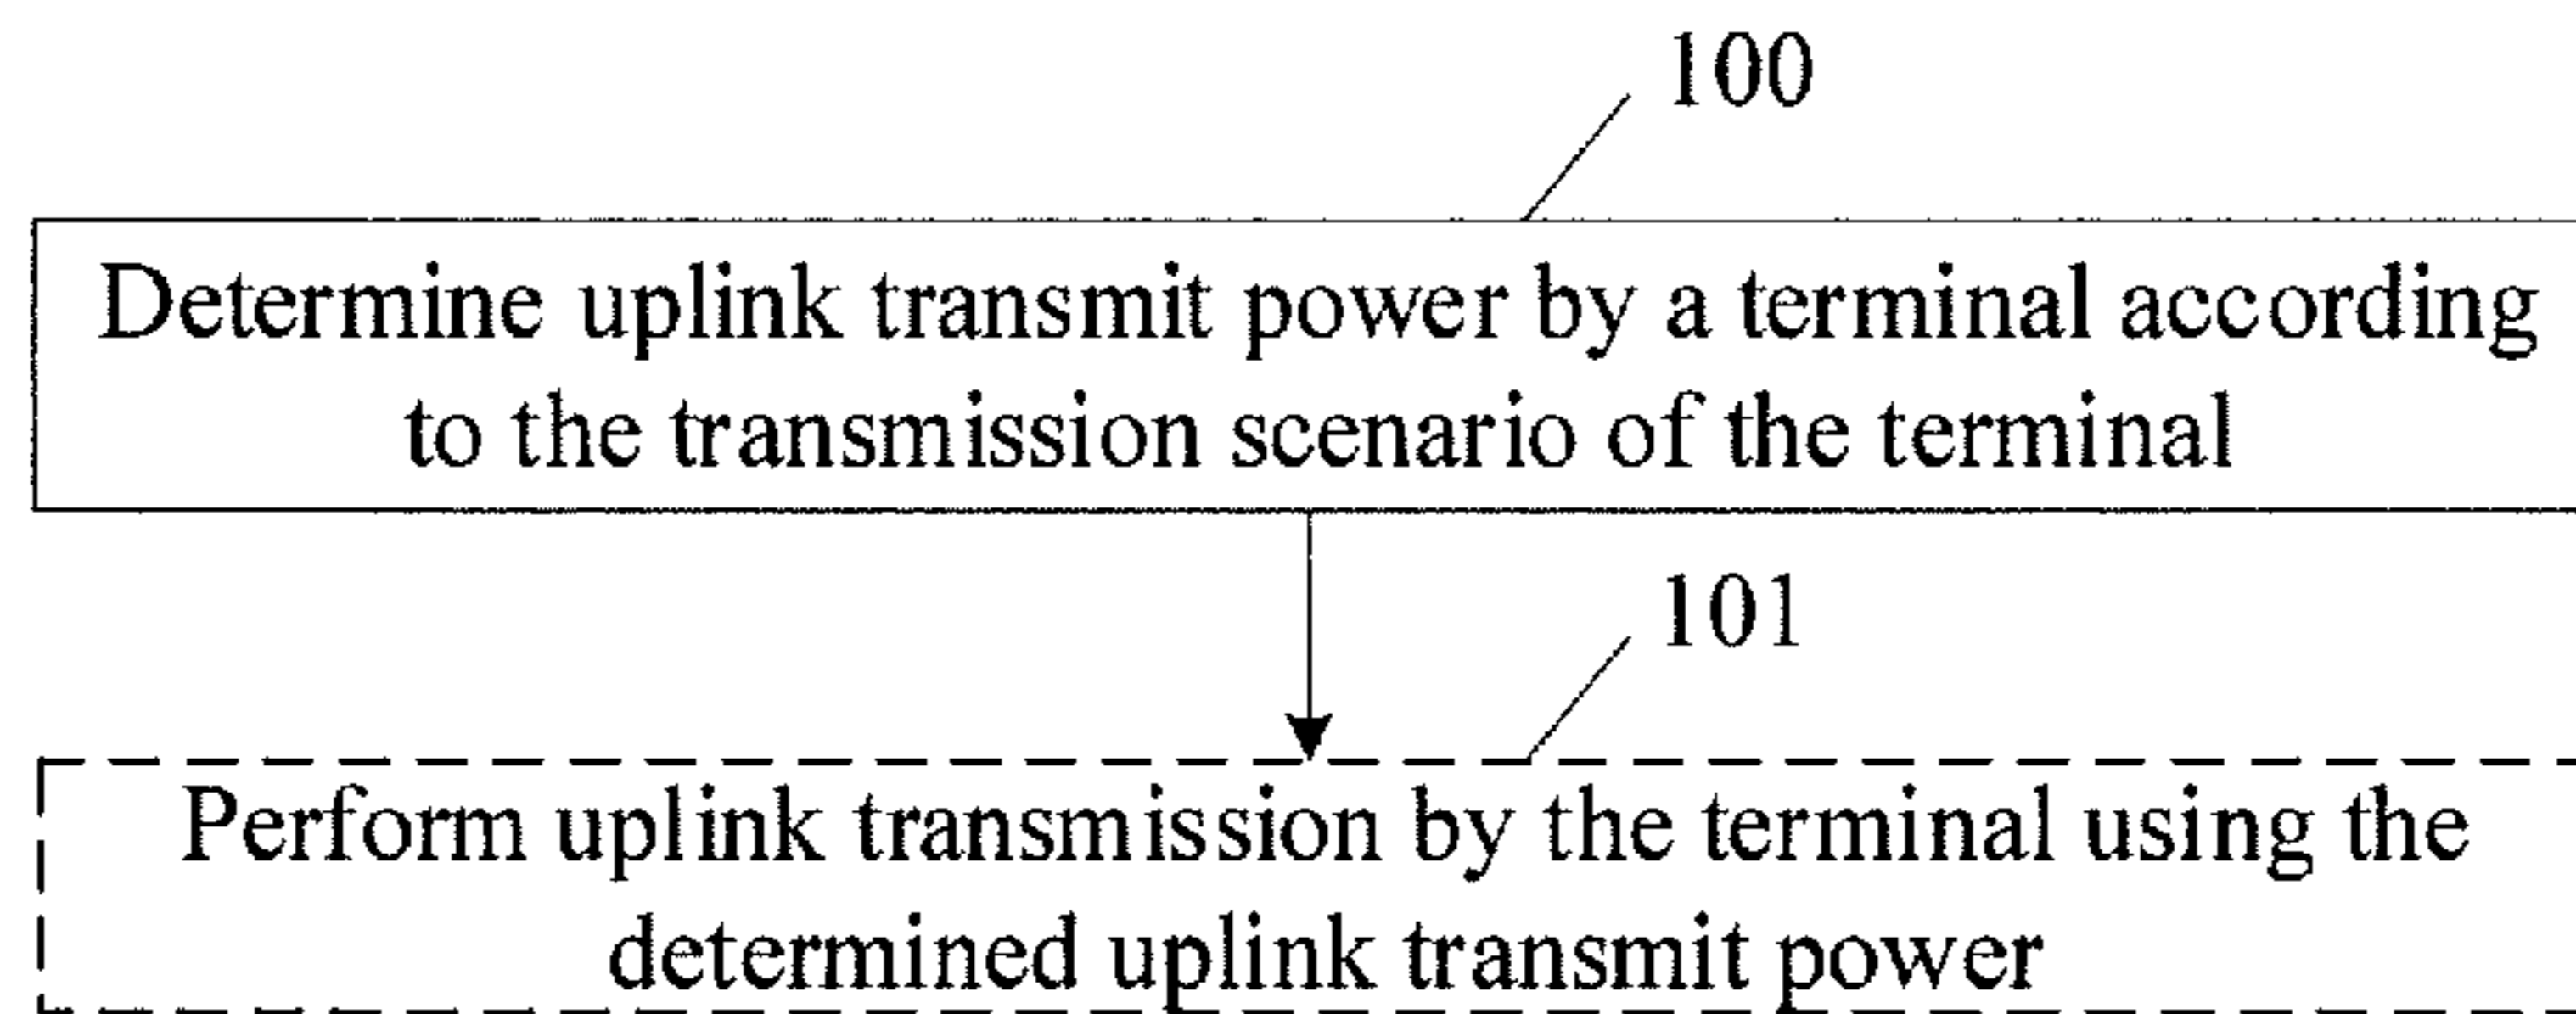 100
Determine uplink transmit power by a terminal according
to the transmission scenario of the terminal
101
Perform uplink transmission by the terminal using the
determined uplink transmit power